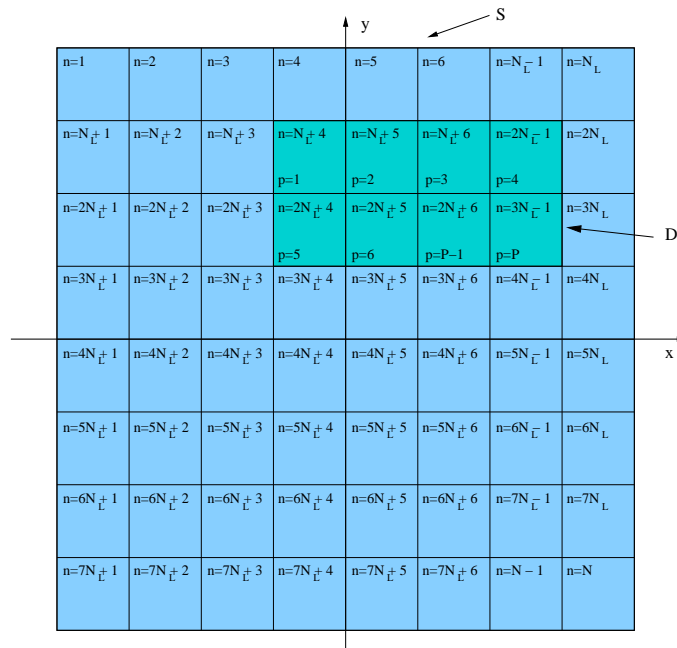 y
S
n=1 n=2 n=3 n=4 n=5 n=6 n=N_L − 1 n=N_L
n=N_L + 1 n=N_L + 2 n=N_L + 3 n=N_L + 4 n=N_L + 5 n=N_L + 6 n=2N_L − 1 n=2N_L
p=1 p=2 p=3 p=4
n=2N_L + 1 n=2N_L + 2 n=2N_L + 3 n=2N_L + 4 n=2N_L + 5 n=2N_L + 6 n=3N_L − 1 n=3N_L
D
p=5 p=6 p=P−1 p=P
n=3N_L + 1 n=3N_L + 2 n=3N_L + 3 n=3N_L + 4 n=3N_L + 5 n=3N_L + 6 n=4N_L − 1 n=4N_L
x
n=4N_L + 1 n=4N_L + 2 n=4N_L + 3 n=4N_L + 4 n=4N_L + 5 n=4N_L + 6 n=5N_L − 1 n=5N_L
n=5N_L + 1 n=5N_L + 2 n=5N_L + 3 n=5N_L + 4 n=5N_L + 5 n=5N_L + 6 n=6N_L − 1 n=6N_L
n=6N_L + 1 n=6N_L + 2 n=6N_L + 3 n=6N_L + 4 n=6N_L + 5 n=6N_L + 6 n=7N_L − 1 n=7N_L
n=7N_L + 1 n=7N_L + 2 n=7N_L + 3 n=7N_L + 4 n=7N_L + 5 n=7N_L + 6 n=N − 1 n=N